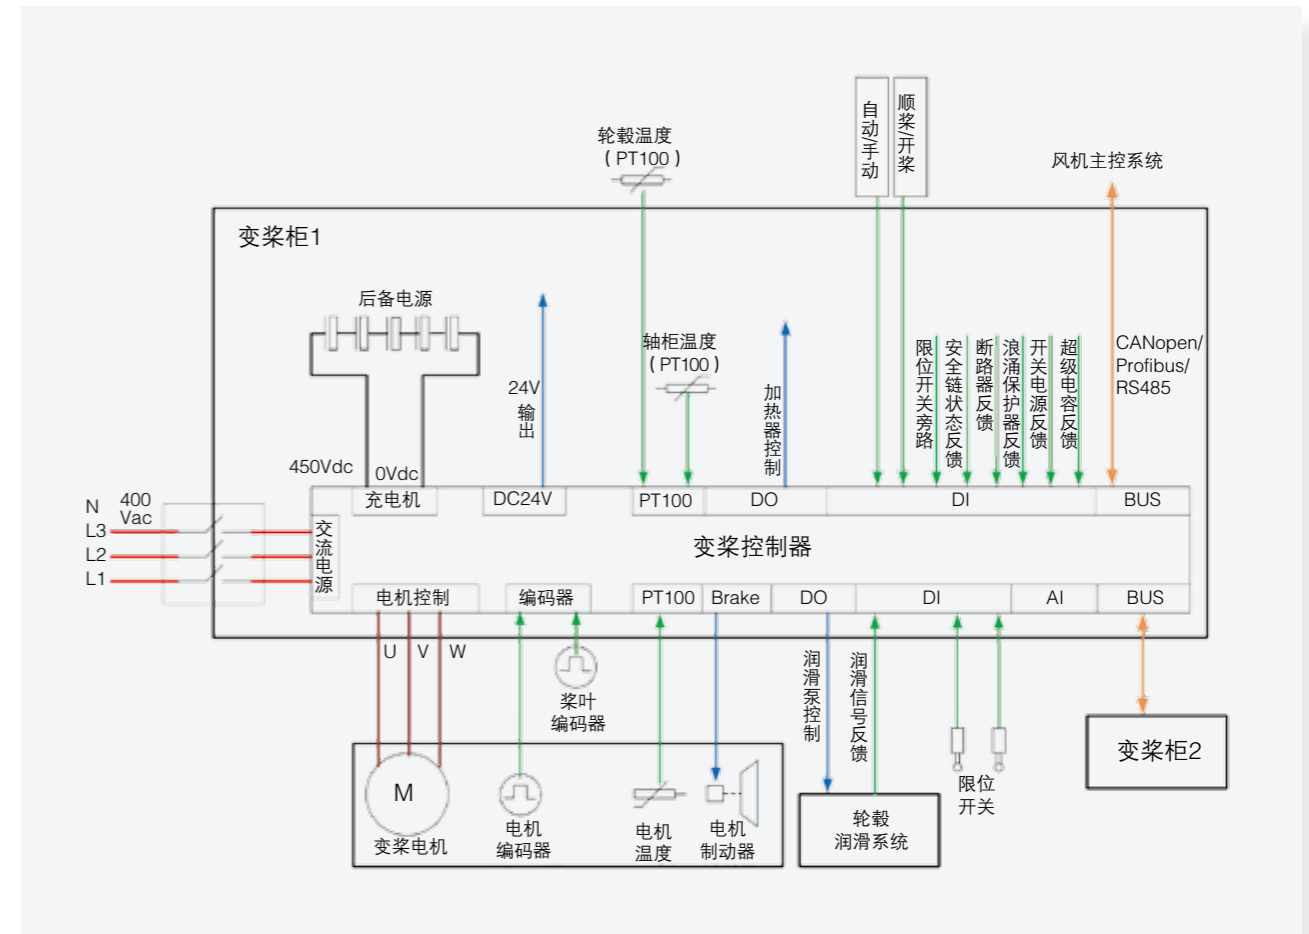 自动/手动
顺桨/开桨
轮毂温度
（PT100）
风机主控系统
变桨柜1
后备电源
轴柜温度
（PT100）
24V
输出
加热器控制
限位开关旁路
安全链状态反馈
断路器反馈
浪涌保护器反馈
开关电源反馈
超级电容反馈
CANopen/
Profibus/
RS485
450Vdc
0Vdc
充电机
DC24V
PT100
DO
DI
BUS
N
400
Vac
L3
L2
L1
交流电源
变桨控制器
电机控制
编码器
PT100
Brake
DO
DI
AI
BUS
U
V
W
桨叶
编码器
润滑泵控制
润滑信号反馈
变桨柜2
M
变桨电机
电机
编码器
电机
温度
电机
制动器
轮毂
润滑系统
限位
开关